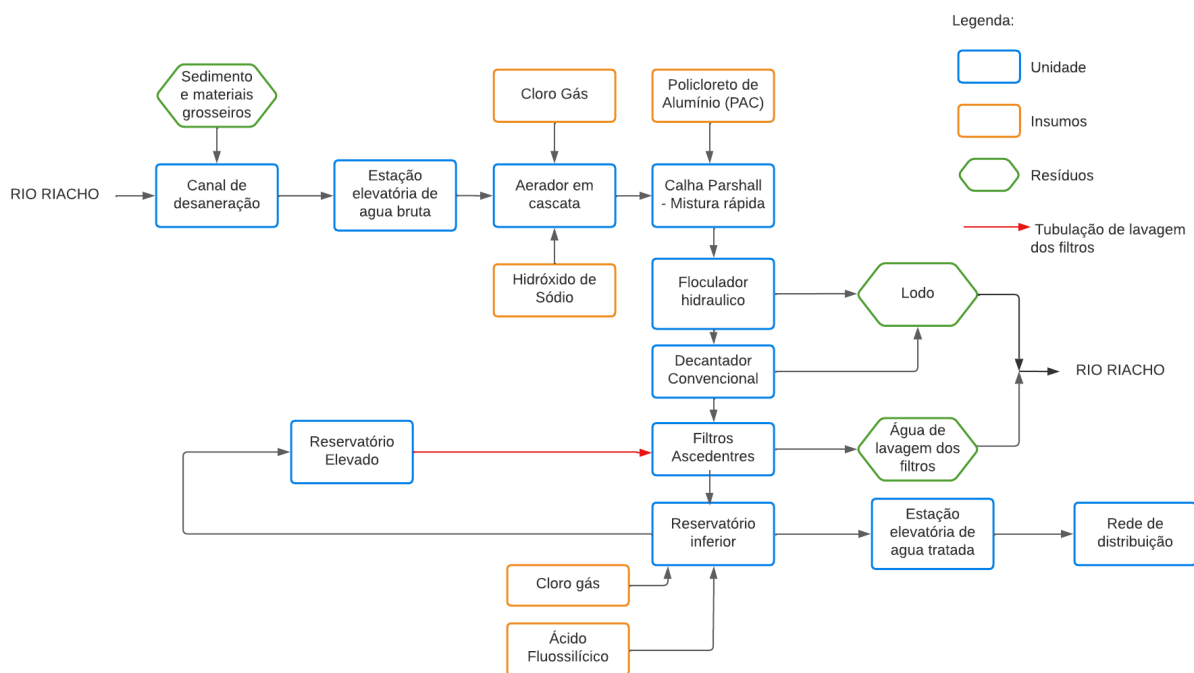 Legenda:
Unidade
Insumos
Resíduos
Tubulação de lavagem
dos filtros
Sedimento
e materiais
grosseiros
Cloro Gás
Policloreto de
Alumínio (PAC)
RIO RIACHO
Canal de
desaneração
Estação
elevatória de
agua bruta
Aerador em
cascata
Calha Parshall
- Mistura rápida
Hidróxido de
Sódio
Floculador
hidraulico
Lodo
Decantador
Convencional
RIO RIACHO
Reservatório
Elevado
Filtros
Ascedentres
Água de
lavagem dos
filtros
Reservatório
inferior
Estação
elevatória de
agua tratada
Rede de
distribuição
Cloro gás
Ácido
Fluossilícico